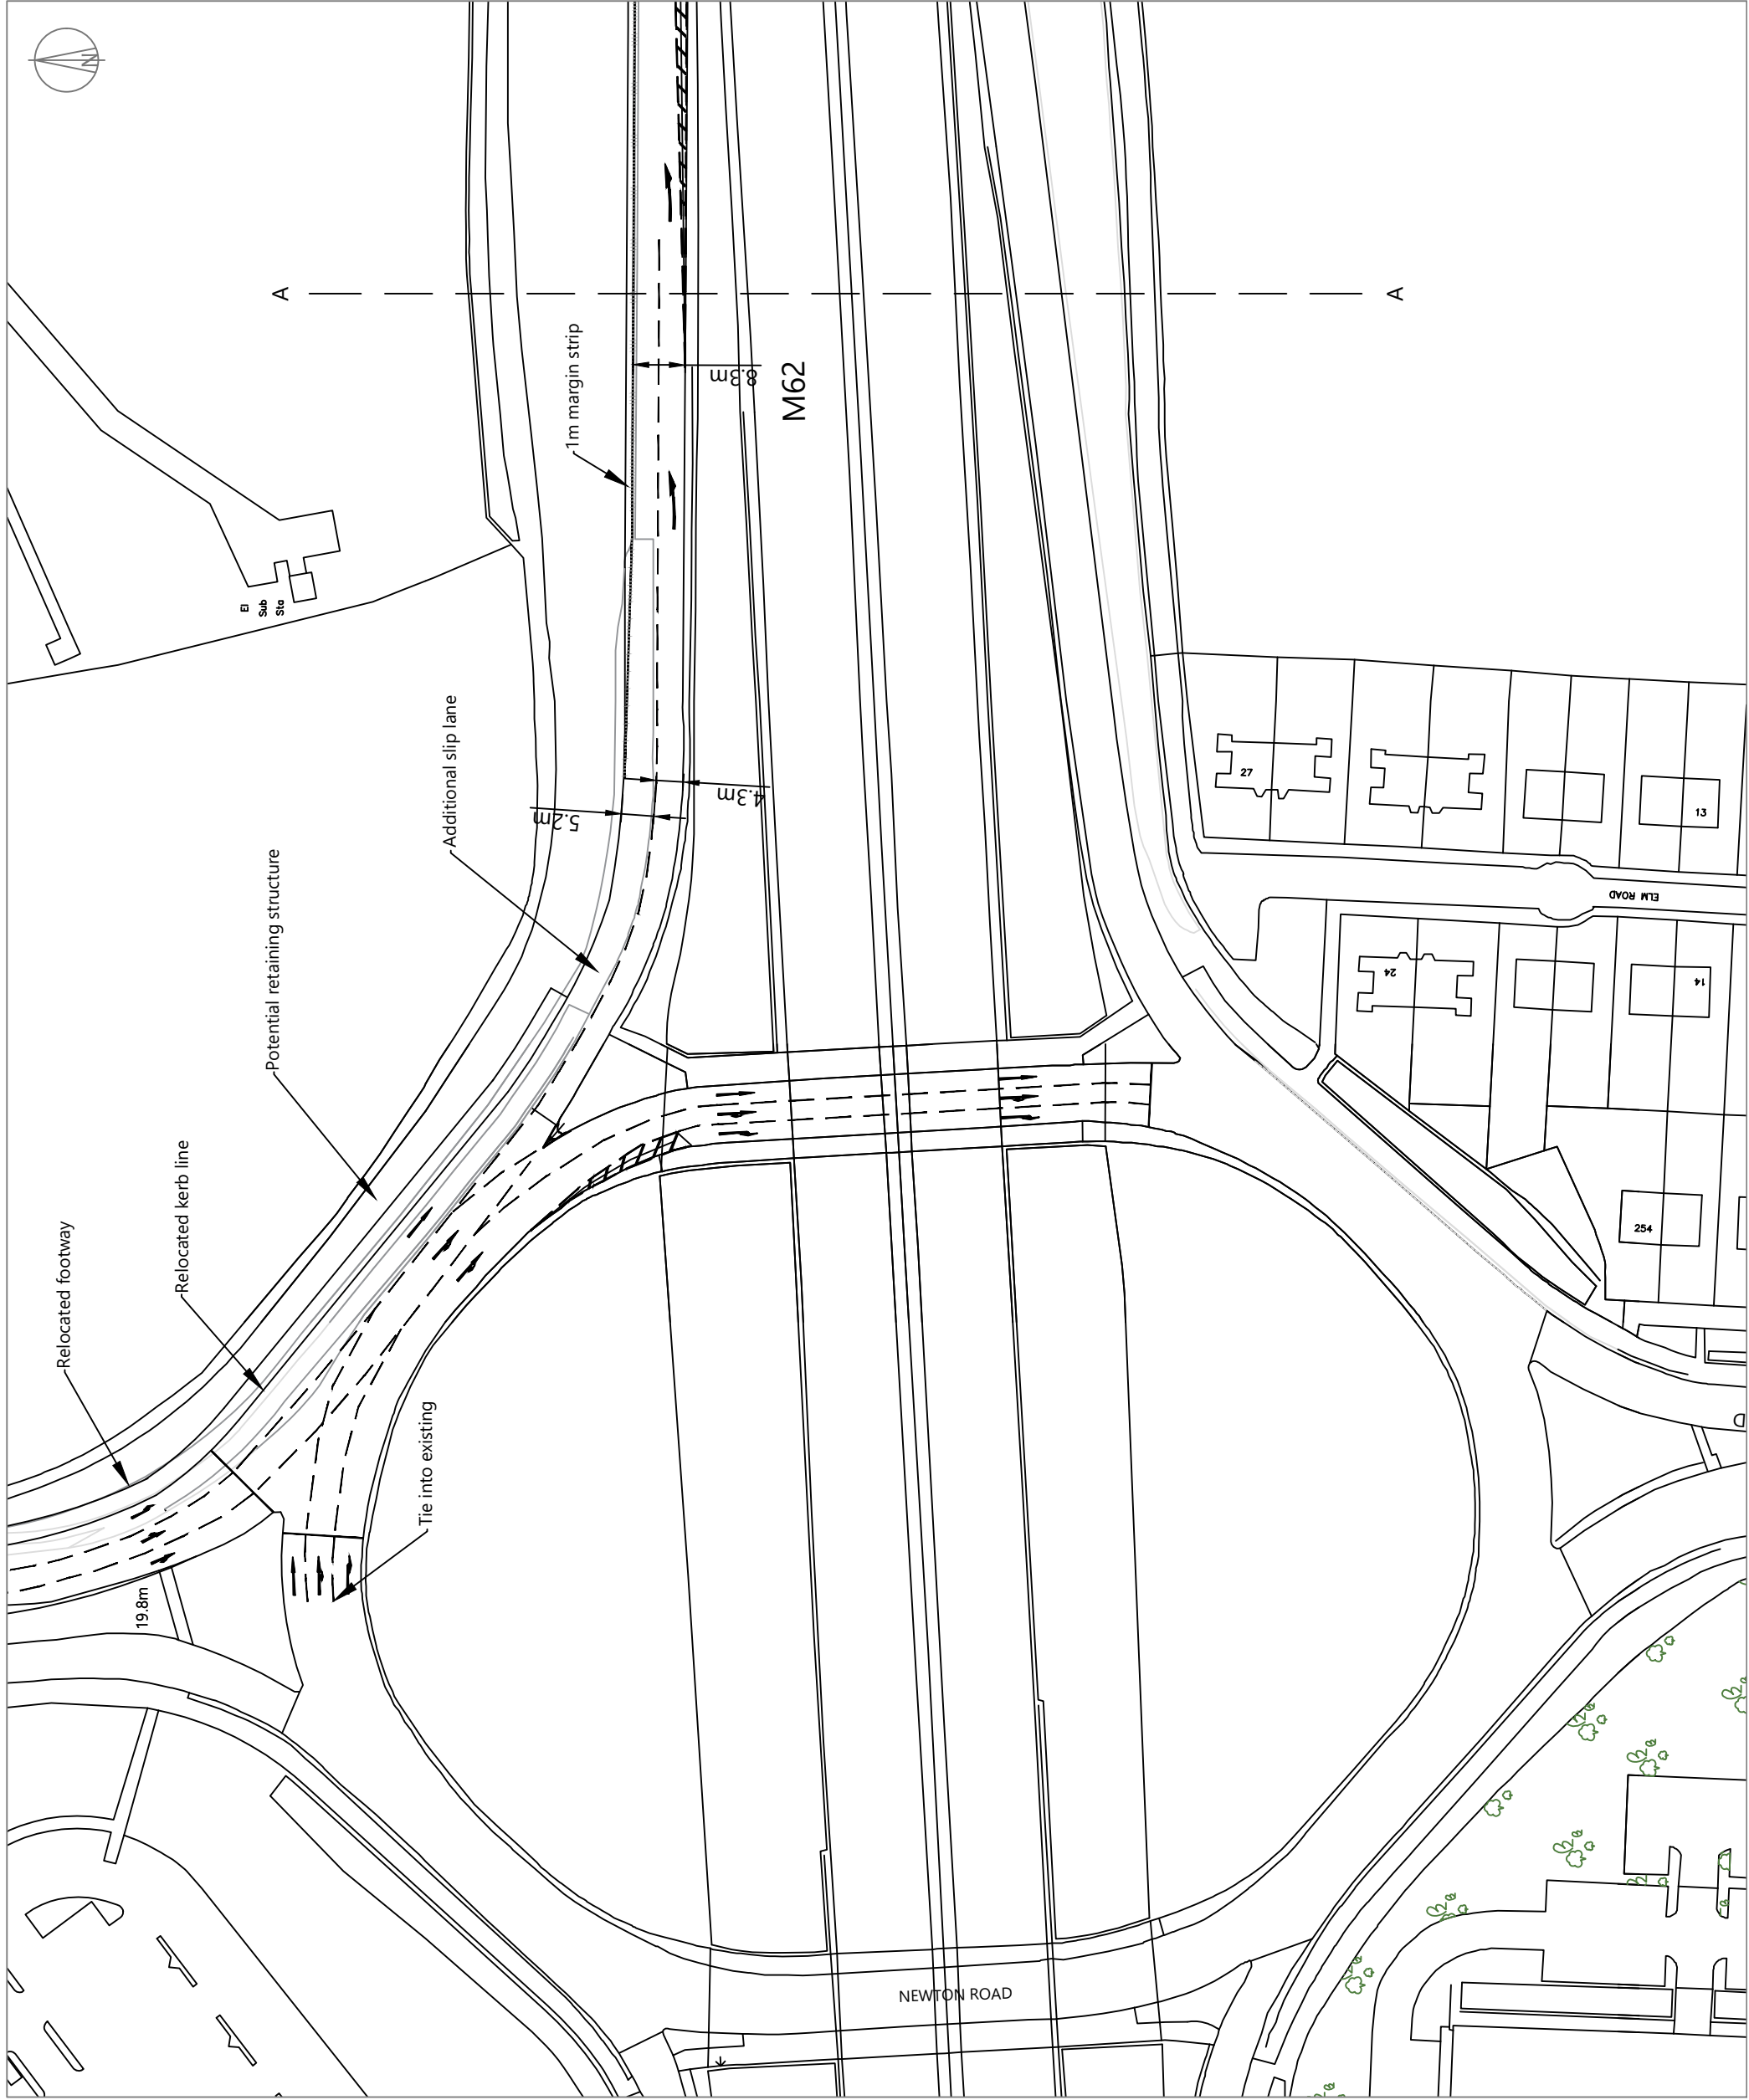 N
A
A
1m margin strip
8.3m
M62
El
Sub
Sta
Additional slip lane
4.3m
5.2m
Potential retaining structure
27
13
ELM ROAD
24
14
Relocated kerb line
Relocated footway
254
Tie into existing
19.8m
D
NEWTON ROAD